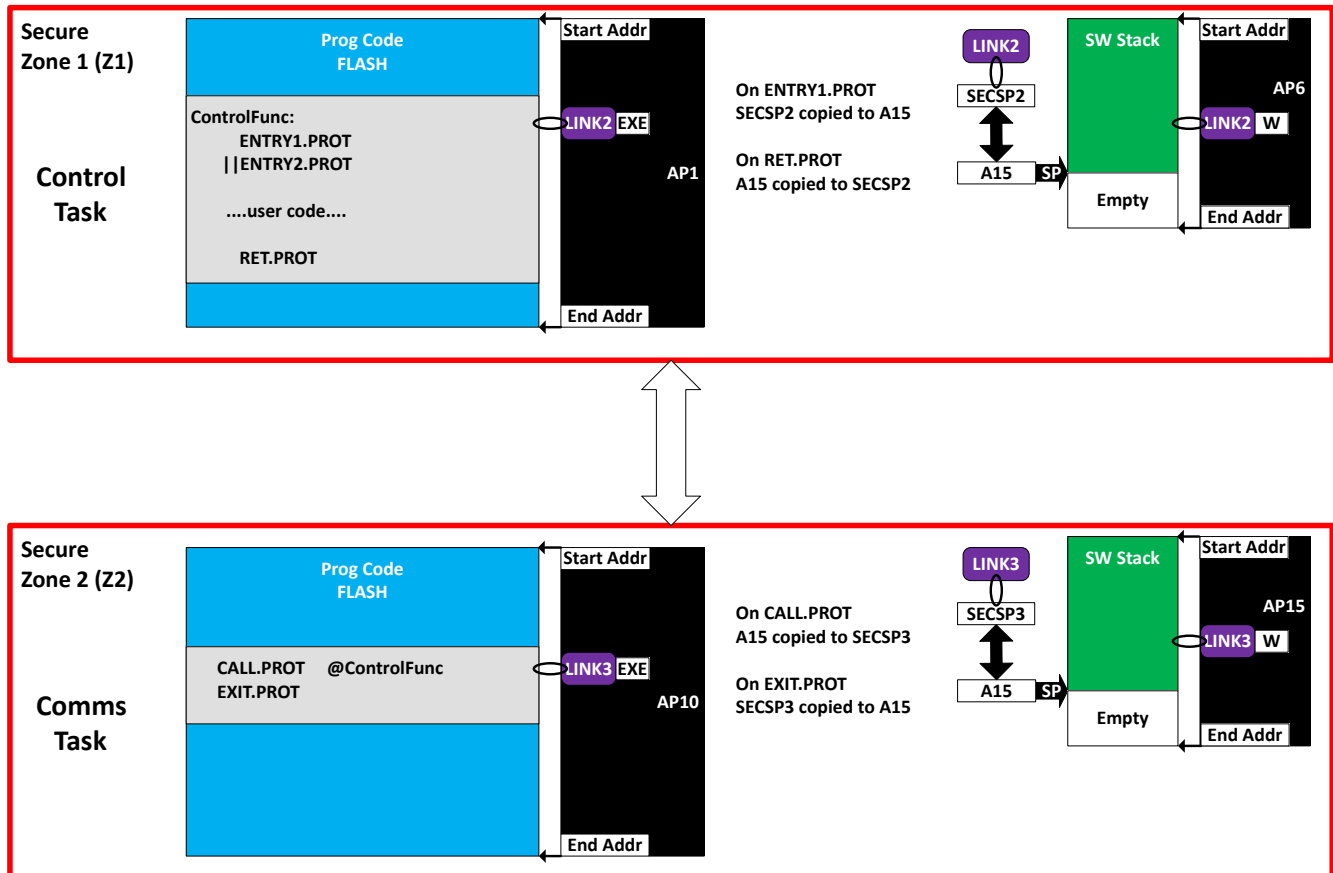 Secure
Zone 1 (Z1)
Control
Task
Prog Code
FLASH
ControlFunc:
ENTRY1.PROT
||ENTRY2.PROT
....user code....
RET.PROT
Start Addr
LINK2 EXE
AP1
End Addr
On ENTRY1.PROT
SECSP2 copied to A15
On RET.PROT
A15 copied to SECSP2
LINK2
SECSP2
A15 SP
SW Stack
Empty
Start Addr
AP6
LINK2 W
End Addr
Secure
Zone 2 (Z2)
Comms
Task
Prog Code
FLASH
CALL.PROT @ControlFunc
EXIT.PROT
Start Addr
LINK3 EXE
AP10
End Addr
On CALL.PROT
A15 copied to SECSP3
On EXIT.PROT
SECSP3 copied to A15
LINK3
SECSP3
A15 SP
SW Stack
Empty
Start Addr
AP15
LINK3 W
End Addr